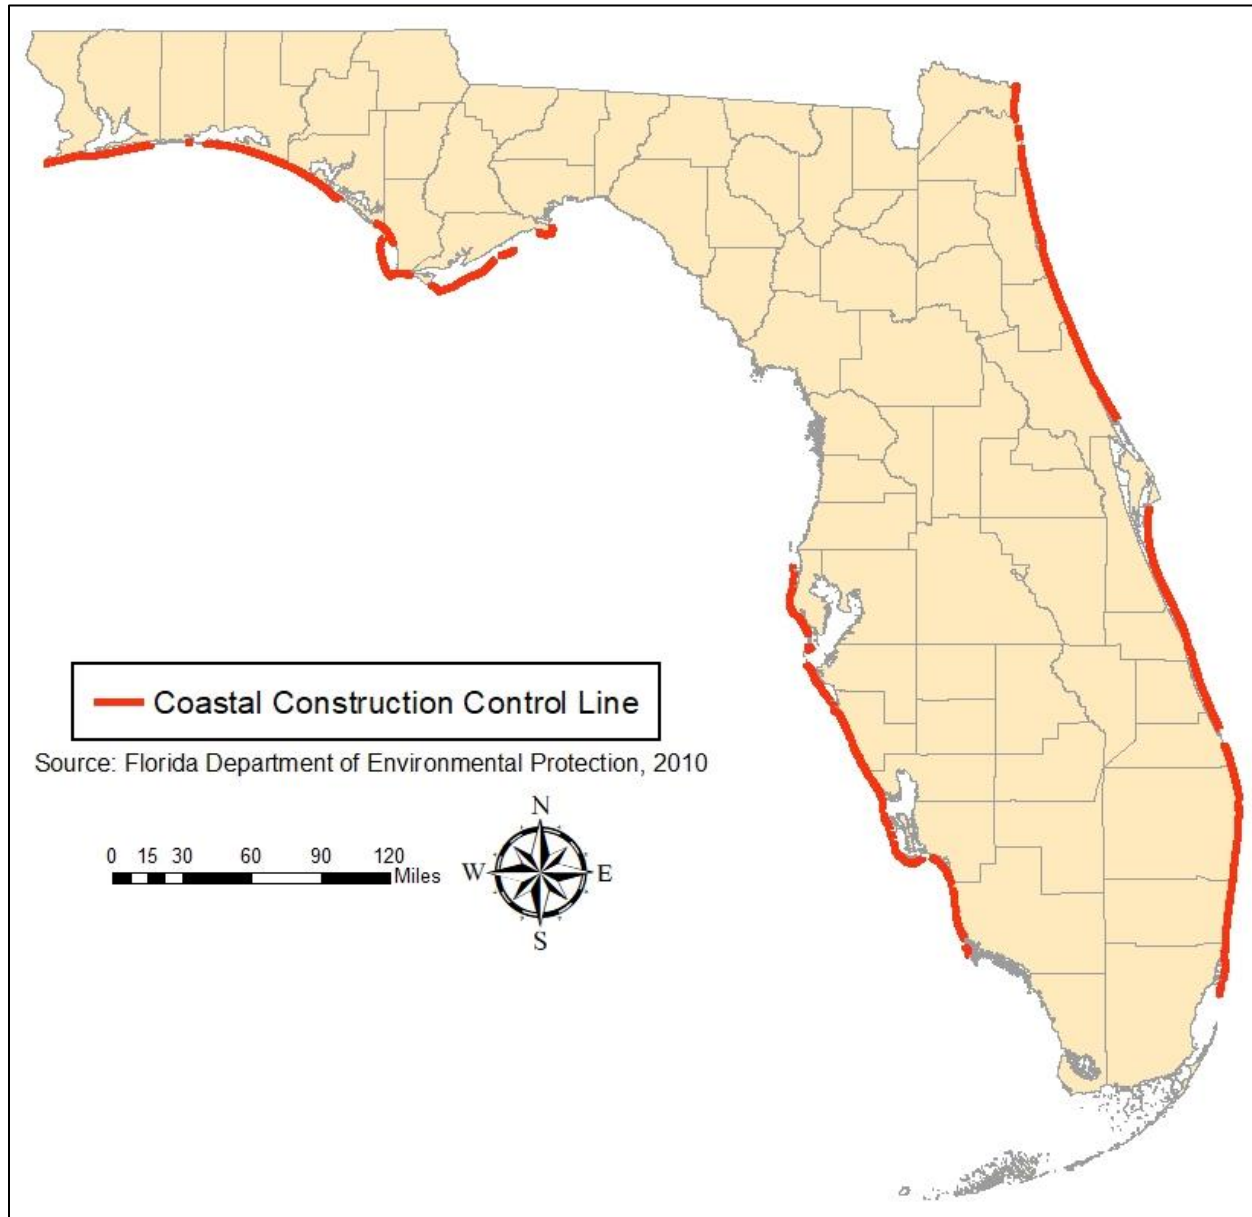 Coastal Construction Control Line
Source: Florida Department of Environmental Protection, 2010
N
0 15 30 60 90 120
Miles
W E
S